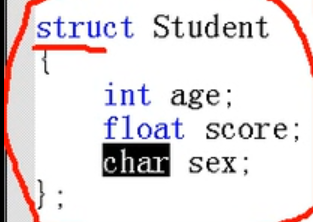 struct Student
{
int age;
float score;
char sex;
};